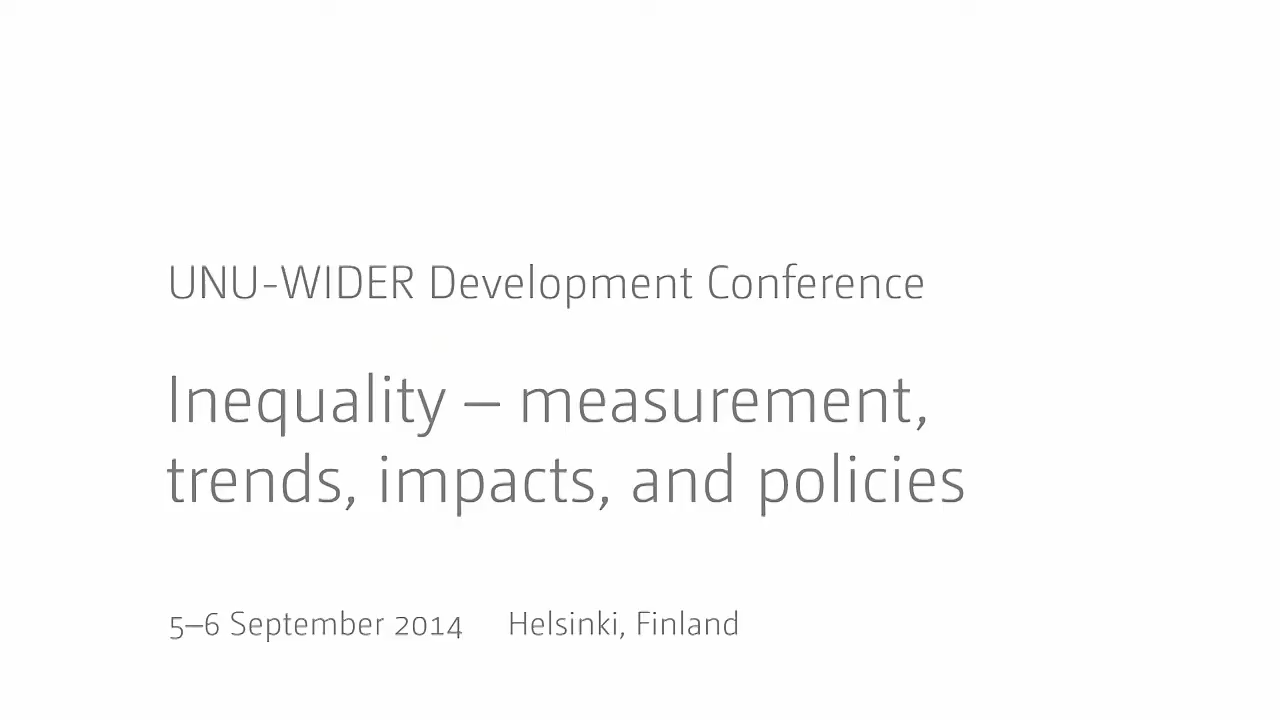 UNU-WIDER Development Conference
Inequality – measurement,
trends, impacts, and policies
5–6 September 2014 Helsinki, Finland